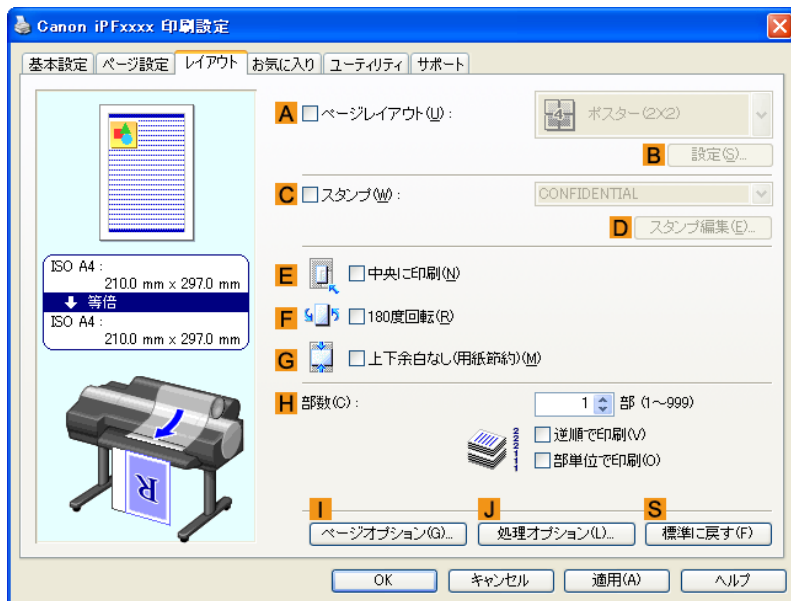 Canon iPFxxxx 印刷設定
基本設定 ページ設定 レイアウト お気に入り ユーティリティ サポート
A ページレイアウト(U) : 4 ポスター(2X2)
B 設定(S)...
C スタンプ(W) : CONFIDENTIAL
D スタンプ編集(E)...
ISO A4 :
210.0 mm x 297.0 mm
等倍
ISO A4 :
210.0 mm x 297.0 mm
E 中央に印刷(N)
F 180度回転(R)
G 上下余白なし(用紙節約)(M)
H 部数(C) : 1 部 (1～999)
逆順で印刷(V)
部単位で印刷(O)
222111
R
I J S
ページオプション(G)... 処理オプション(L)... 標準に戻す(F)
OK キャンセル 適用(A) ヘルプ